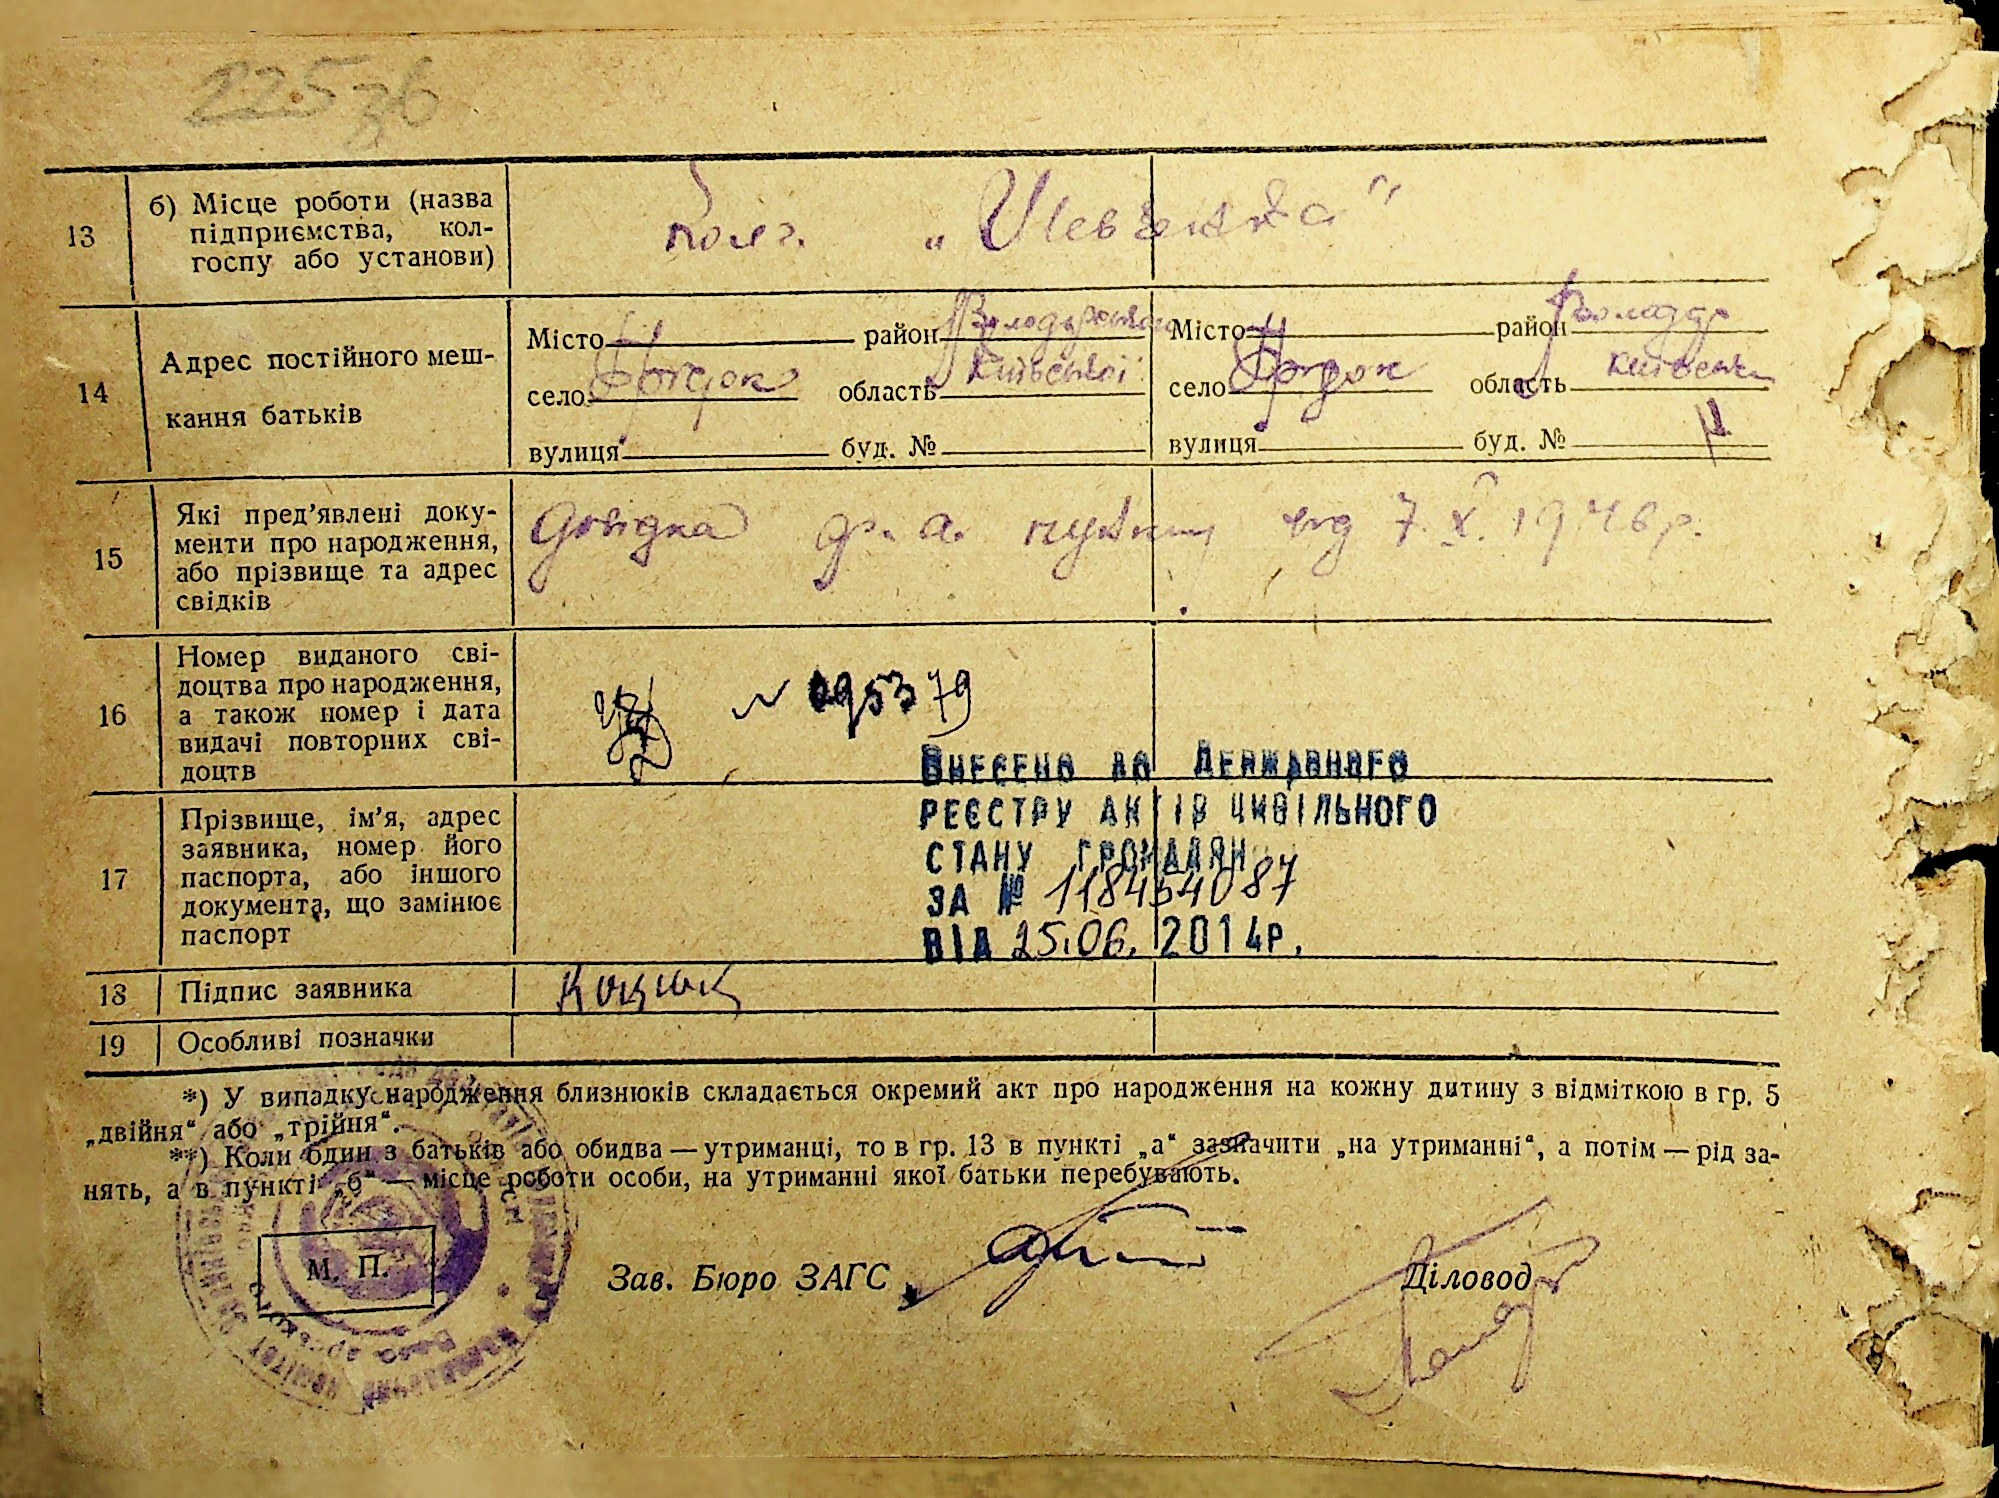 225
36
13 б) Місце роботи (назва
підприємства, кол-
госпу або установи)
„Шевченка“
14 Адрес постійного меш-
кання батьків
Місто район Місто район
село область Київської село область
вулиця буд. № вулиця буд. №
15 Які пред’явлені доку-
менти про народження,
або прізвище та адрес
свідків
довідка від 7.X.1946р.
16 Номер виданого сві-
доцтва про народження,
а також номер і дата
видачі повторних сві-
доцтв
Внесено до Державного
реєстру актів цивільного
стану громадян
за №
від 25.06. 2014р.
17 Прізвище, ім’я, адрес
заявника, номер його
паспорта, або іншого
документа, що замінює
паспорт
18 Підпис заявника
19 Особливі позначки
*) У випадку народження близнюків складається окремий акт про народження на кожну дитину з відміткою в гр. 5
„двійня“ або „трійня“.
**) Коли один з батьків або обидва — утриманці, то в гр. 13 в пункті „а“ зазначити „на утриманні“, а потім — рід за-
нять, а в пункті „б“ — місце роботи особи, на утриманні якої батьки перебувають.
М. П.
Зав. Бюро ЗАГС Діловод